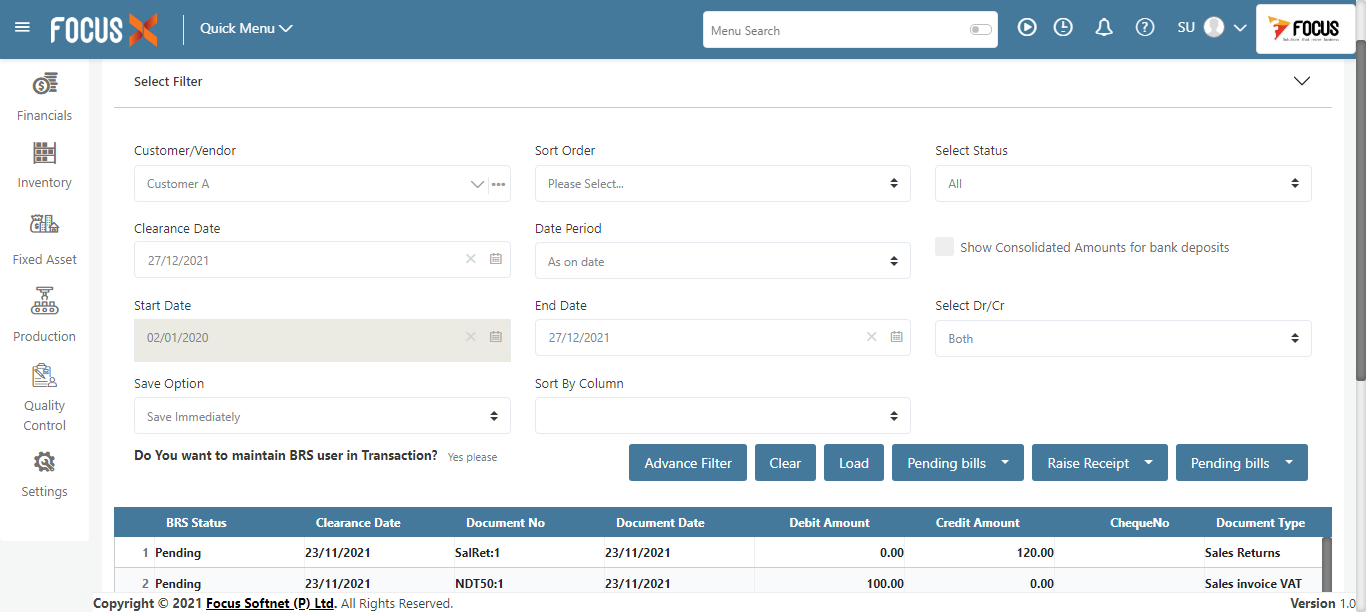 FOCUS X Quick Menu Menu Search SU FOCUS
Select Filter
Financials
Inventory
Fixed Asset
Production
Quality
Control
Settings
Customer/Vendor Sort Order Select Status
Customer A Please Select... All
Clearance Date Date Period
27/12/2021 As on date Show Consolidated Amounts for bank deposits
Start Date End Date Select Dr/Cr
02/01/2020 27/12/2021 Both
Save Option Sort By Column
Save Immediately
Do You want to maintain BRS user in Transaction? Yes please
Advance Filter Clear Load Pending bills Raise Receipt Pending bills
BRS Status Clearance Date Document No Document Date Debit Amount Credit Amount ChequeNo Document Type
1 Pending 23/11/2021 SalRet:1 23/11/2021 0.00 120.00 Sales Returns
2 Pending 23/11/2021 NDT50:1 23/11/2021 100.00 0.00 Sales invoice VAT
Copyright © 2021 Focus Softnet (P) Ltd. All Rights Reserved. Version 1.0